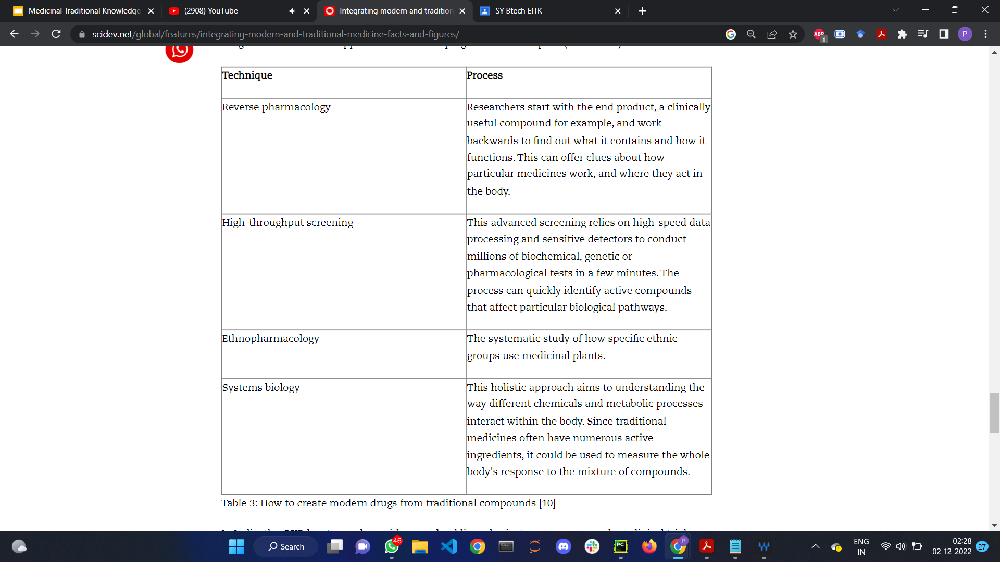 Medicinal Traditional Knowledge
(2908) YouTube
Integrating modern and tradition
SY Btech EITK
scidev.net/global/features/integrating-modern-and-traditional-medicine-facts-and-figures/
ABP
1
P
Technique
Process
Reverse pharmacology
Researchers start with the end product, a clinically
useful compound for example, and work
backwards to find out what it contains and how it
functions. This can offer clues about how
particular medicines work, and where they act in
the body.
High-throughput screening
This advanced screening relies on high-speed data
processing and sensitive detectors to conduct
millions of biochemical, genetic or
pharmacological tests in a few minutes. The
process can quickly identify active compounds
that affect particular biological pathways.
Ethnopharmacology
The systematic study of how specific ethnic
groups use medicinal plants.
Systems biology
This holistic approach aims to understanding the
way different chemicals and metabolic processes
interact within the body. Since traditional
medicines often have numerous active
ingredients, it could be used to measure the whole
body's response to the mixture of compounds.
Table 3: How to create modern drugs from traditional compounds [10]
Search
46
PC
P
ENG
IN
02:28
02-12-2022
27